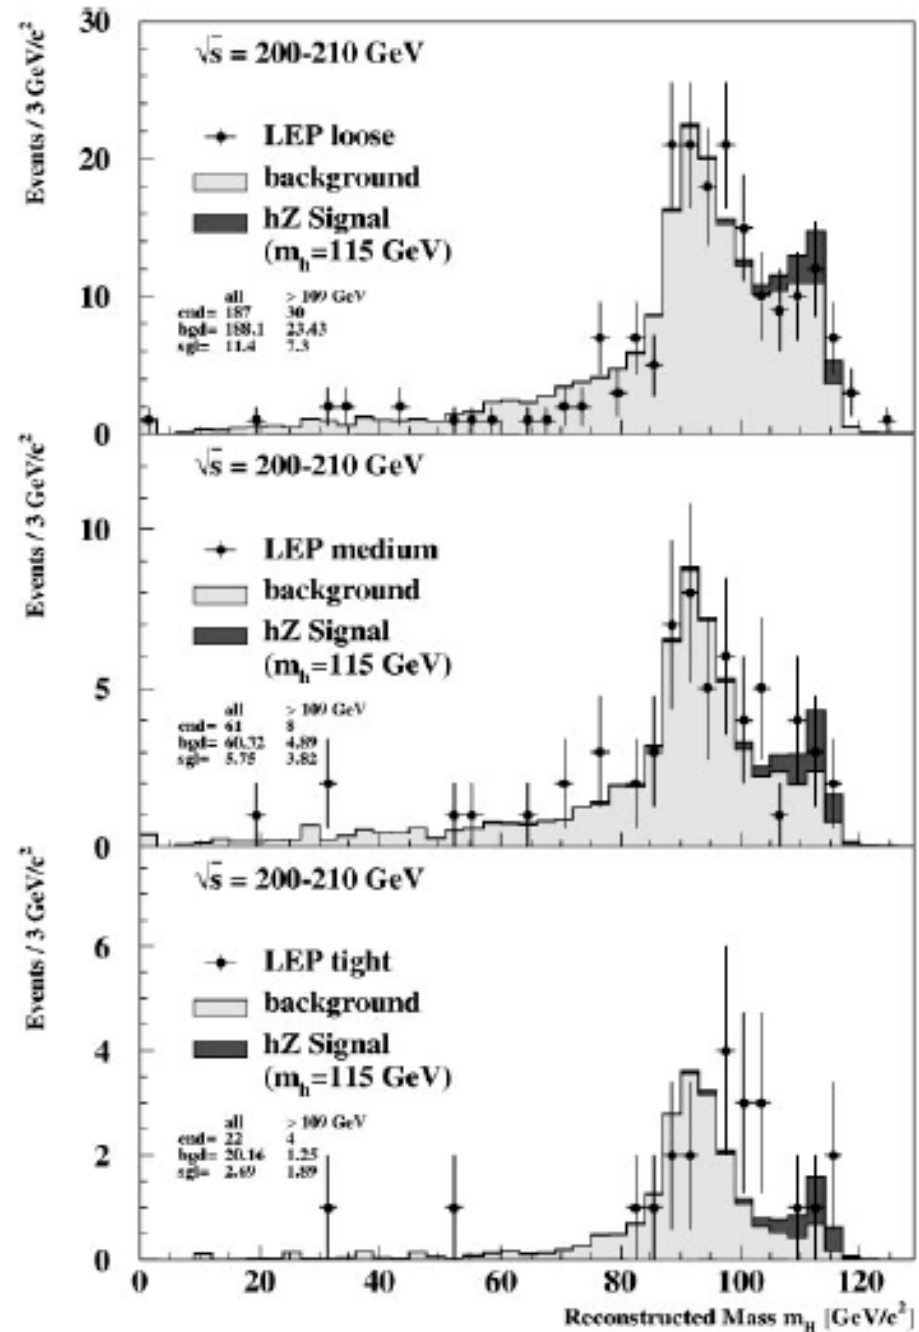 Events / 3 GeV/c²
30
20
10
0
√s = 200-210 GeV
LEP loose
background
hZ Signal
(mh=115 GeV)
all > 109 GeV
cnd= 187 30
bgd= 188.1 23.43
sgl= 11.4 7.3
Events / 3 GeV/c²
10
5
0
√s = 200-210 GeV
LEP medium
background
hZ Signal
(mh=115 GeV)
all > 109 GeV
cnd= 61 8
bgd= 60.72 4.89
sgl= 5.75 3.82
Events / 3 GeV/c²
6
4
2
0
√s = 200-210 GeV
LEP tight
background
hZ Signal
(mh=115 GeV)
all > 109 GeV
cnd= 22 4
bgd= 20.16 1.25
sgl= 2.69 1.89
0 20 40 60 80 100 120
Reconstructed Mass mH [GeV/c²]